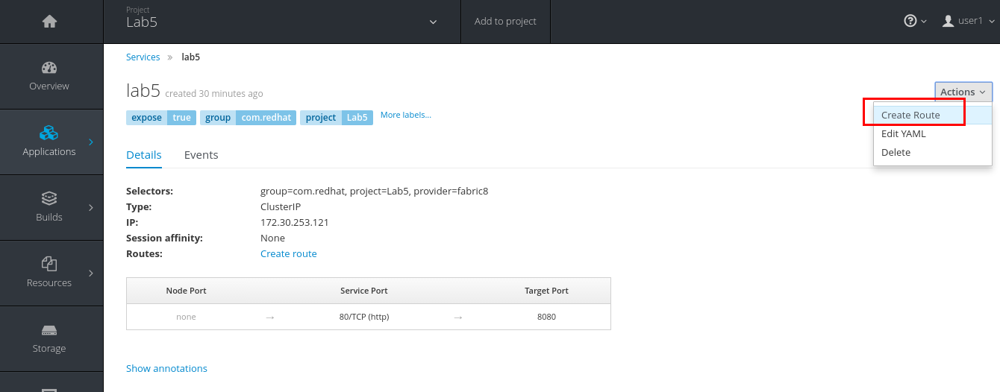 Project
Lab5
Add to project
user1
Overview
Applications
Builds
Resources
Storage
Services » lab5
lab5 created 30 minutes ago
Actions
expose true group com.redhat project Lab5 More labels...
Create Route
Edit YAML
Delete
Details Events
Selectors: group=com.redhat, project=Lab5, provider=fabric8
Type: ClusterIP
IP: 172.30.253.121
Session affinity: None
Routes: Create route
Node Port Service Port Target Port
none → 80/TCP (http) → 8080
Show annotations